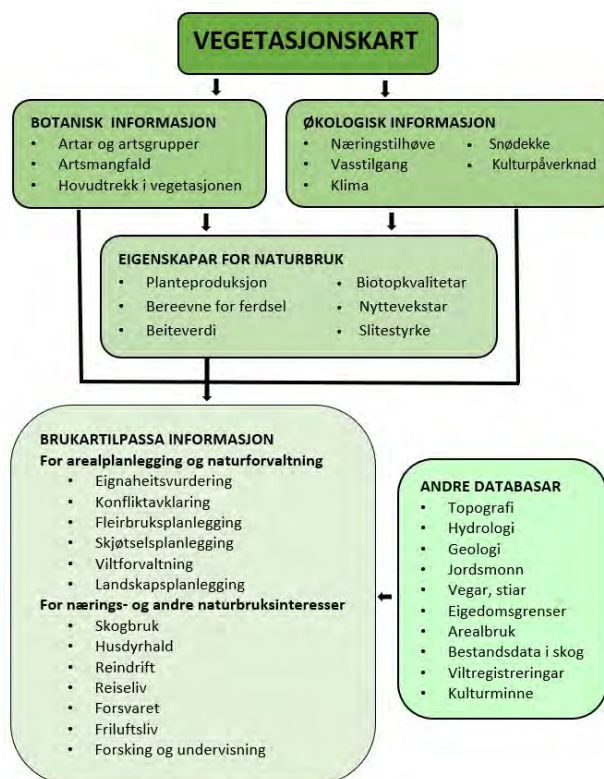 VEGETASJONSKART
BOTANISK INFORMASJON
• Artar og artsgrupper
• Artsmangfald
• Hovudtrekk i vegetasjonen
ØKOLOGISK INFORMASJON
• Næringstilhøve
• Vasstilgang
• Klima
• Snødekke
• Kulturpåverknad
EIGENSKAPAR FOR NATURBRUK
• Planteproduksjon
• Bereevne for ferdsel
• Beiteverdi
• Biotopkvalitetar
• Nyttevekstar
• Slitestyrke
BRUKARTILPASSA INFORMASJON
For arealplanlegging og naturforvaltning
• Eignaheitsvurdering
• Konfliktavklaring
• Fleirbruksplanlegging
• Skjøtselsplanlegging
• Viltforvaltning
• Landskapsplanlegging
For nærings- og andre naturbruksinteresser
• Skogbruk
• Husdyrhald
• Reindrift
• Reiseliv
• Forsvaret
• Friluftsliv
• Forsking og undervisning
ANDRE DATABASAR
• Topografi
• Hydrologi
• Geologi
• Jordsmonn
• Vegar, stiar
• Eigedomsgrenser
• Arealbruk
• Bestandsdata i skog
• Viltregistreringar
• Kulturminne